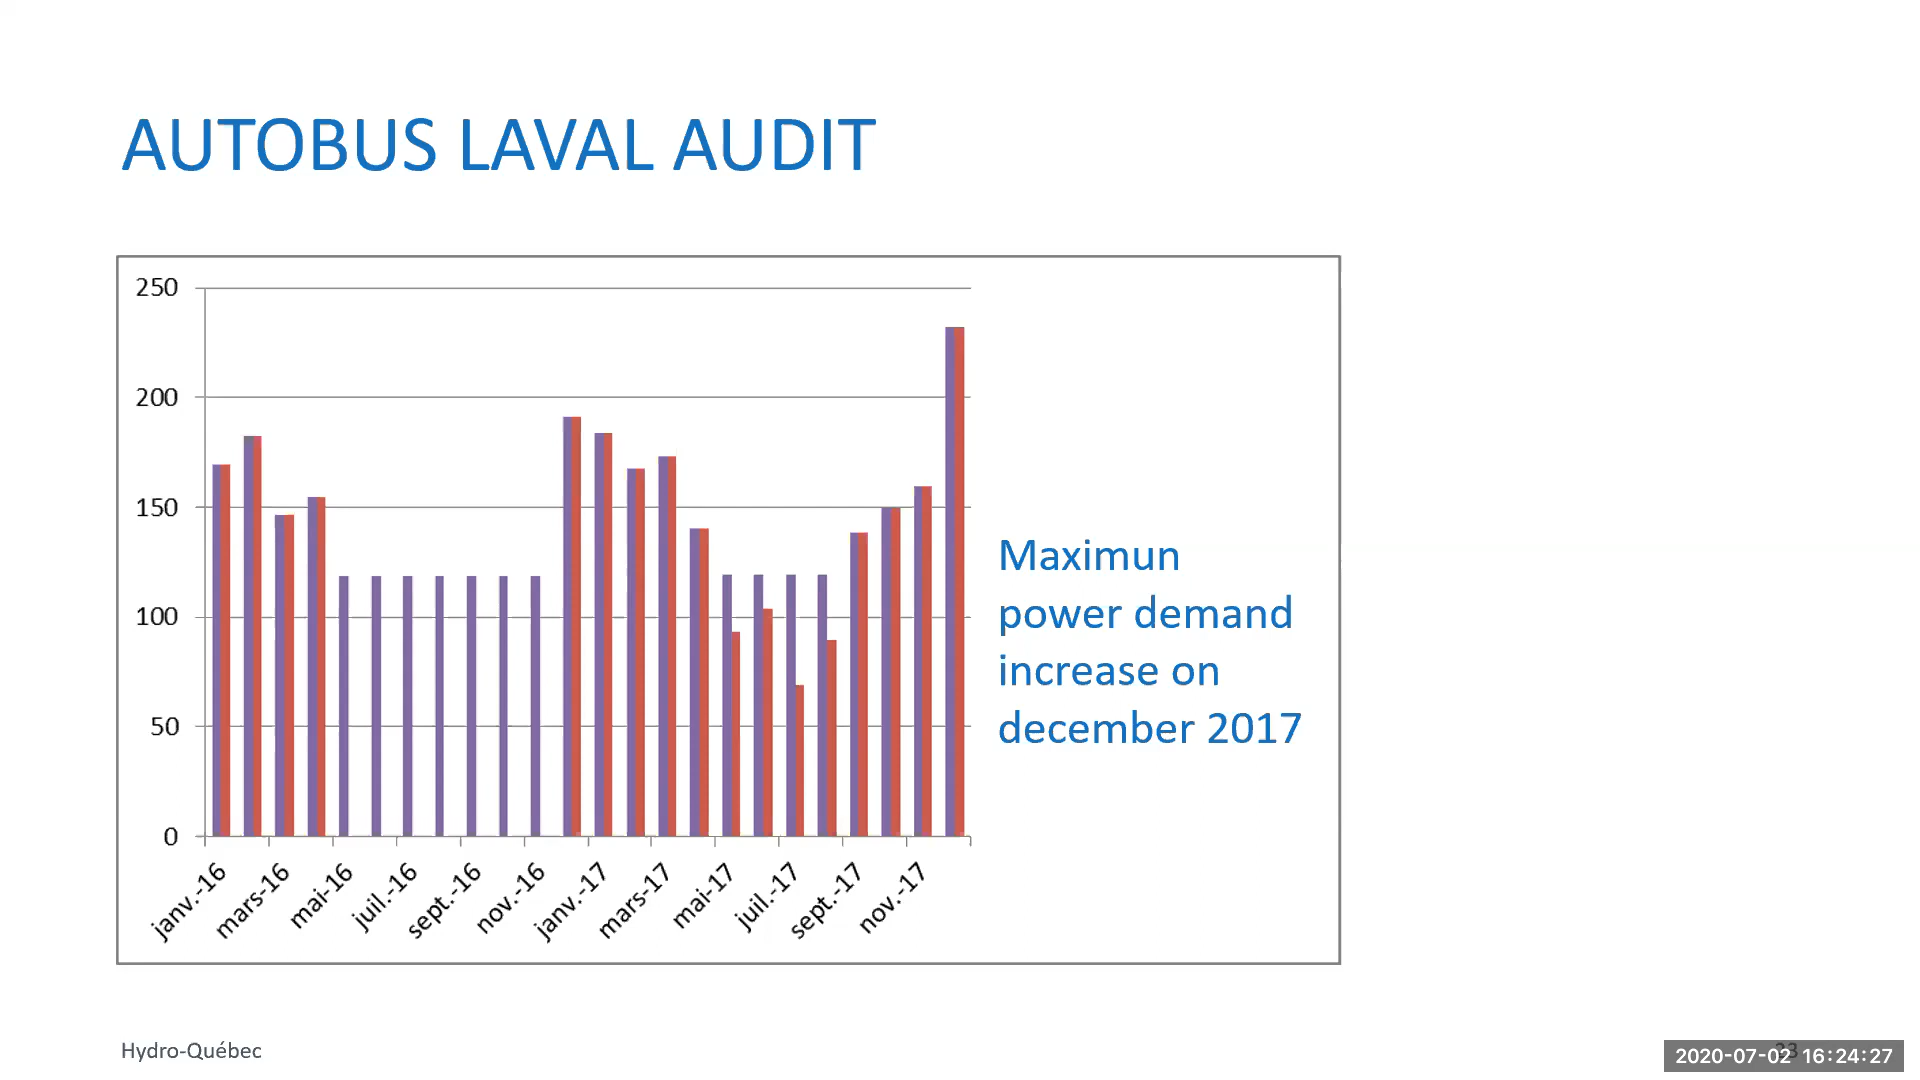 AUTOBUS LAVAL AUDIT
250
200
150
100
50
0
janv.-16
mars-16
mai-16
juil.-16
sept.-16
nov.-16
janv.-17
mars-17
mai-17
juil.-17
sept.-17
nov.-17
Maximun
power demand
increase on
december 2017
Hydro-Québec
23
2020-07-02 16:24:27